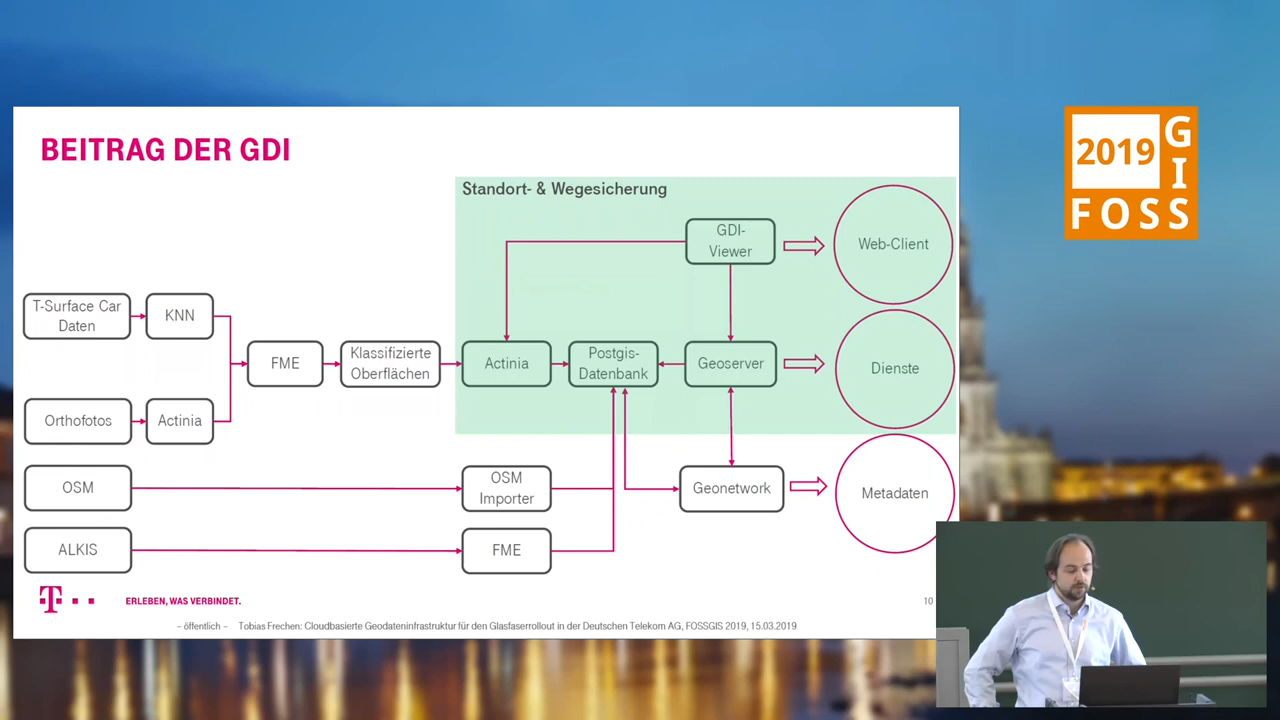 BEITRAG DER GDI
Standort- & Wegesicherung
GDI-
Viewer
Web-Client
T-Surface Car
Daten
KNN
FME
Klassifizierte
Oberflächen
Actinia
Postgis-
Datenbank
Geoserver
Dienste
Orthofotos
Actinia
OSM
OSM
Importer
Geonetwork
Metadaten
ALKIS
FME
T
ERLEBEN, WAS VERBINDET.
10
– öffentlich –
Tobias Frechen: Cloudbasierte Geodateninfrastruktur für den Glasfaserrollout in der Deutschen Telekom AG, FOSSGIS 2019, 15.03.2019
2019
GI
FOSS